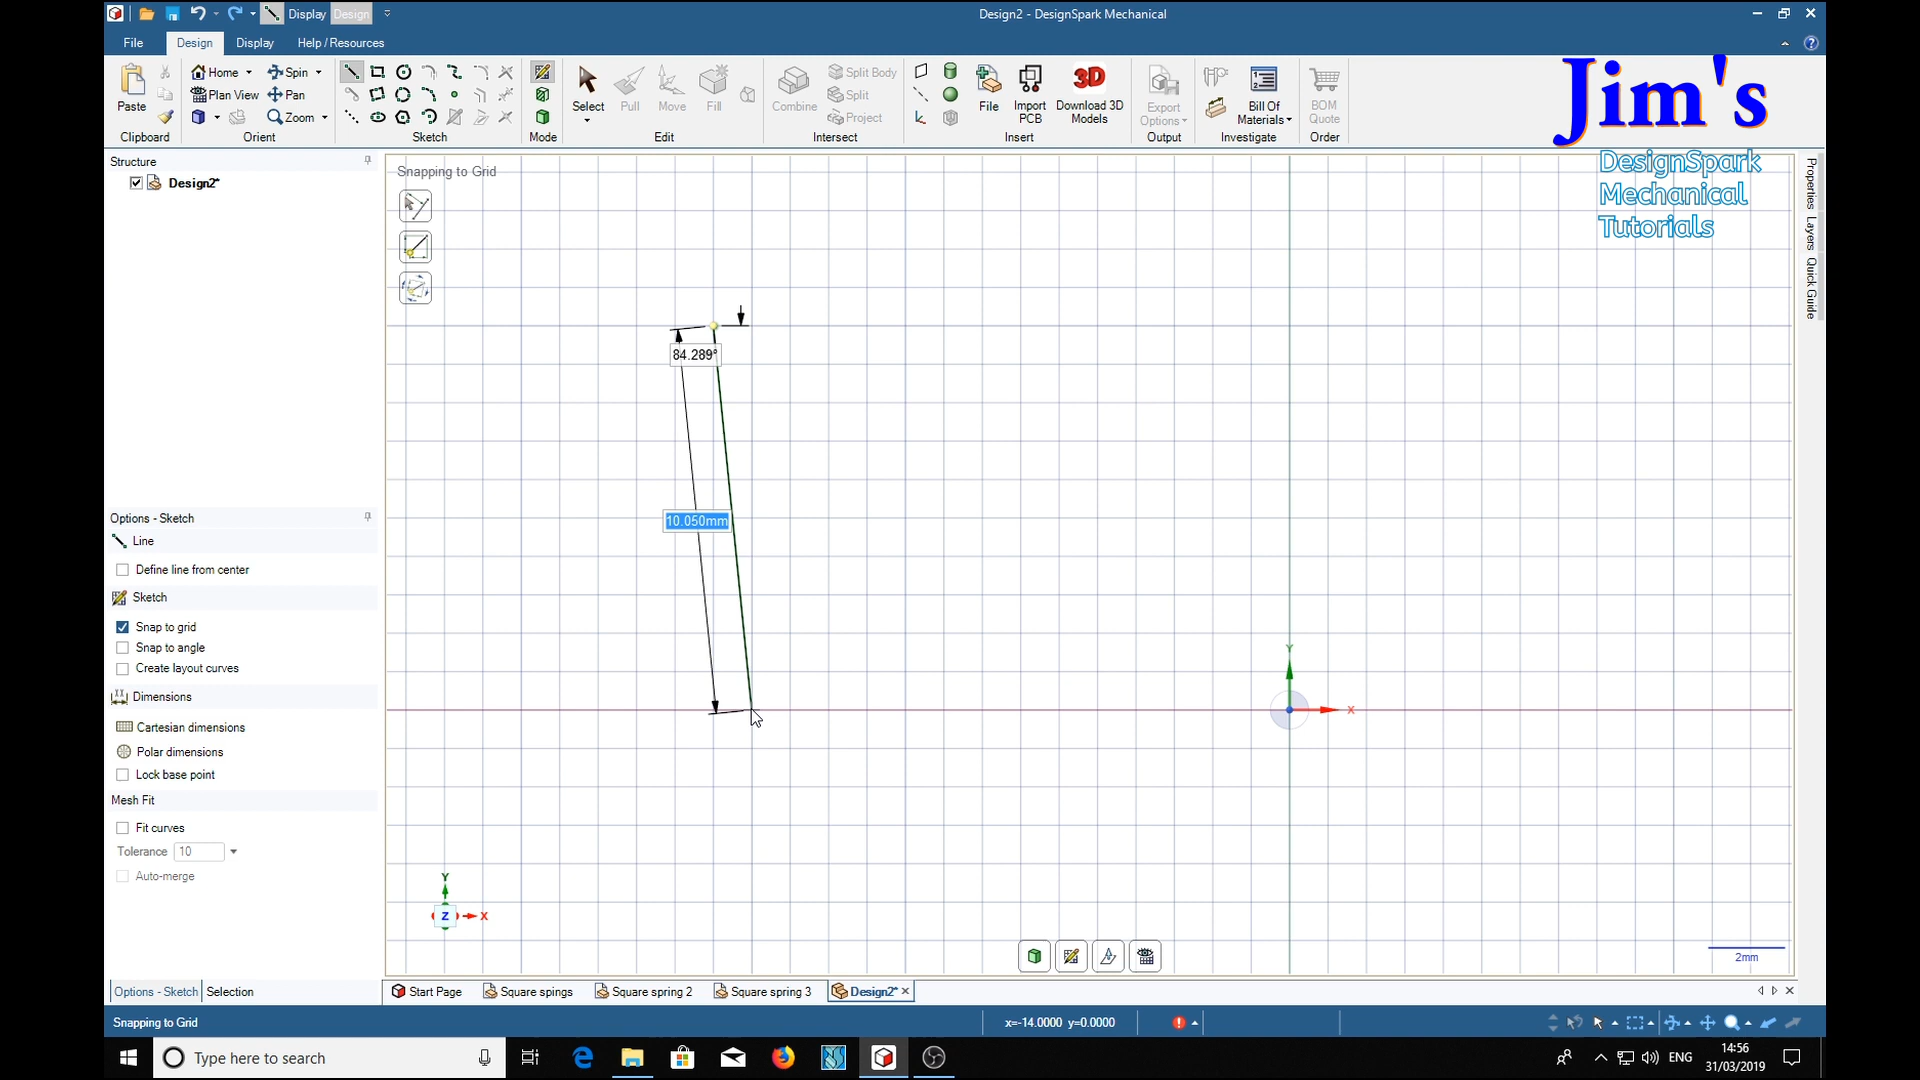 Display Design Design2 - DesignSpark Mechanical
File Design Display Help / Resources
Paste
Clipboard
Home Spin
Plan View Pan
Zoom
Orient
Sketch
Mode
Select Pull Move Fill
Edit
Combine Split Body
Split
Project
Intersect
File Import PCB Download 3D Models
Insert
Export Options
Output
Bill Of Materials
Investigate
BOM Quote
Order
3D
Jim's
DesignSpark
Mechanical
Tutorials
Structure
Design2*
Snapping to Grid
Properties
Layers
Quick Guide
84.289°
10.050mm
Y
X
Options - Sketch
Line
Define line from center
Sketch
Snap to grid
Snap to angle
Create layout curves
Dimensions
Cartesian dimensions
Polar dimensions
Lock base point
Mesh Fit
Fit curves
Tolerance 10
Auto-merge
Y
Z X
2mm
Options - Sketch Selection
Start Page Square spings Square spring 2 Square spring 3 Design2*
Snapping to Grid x=-14.0000 y=0.0000
Type here to search
ENG
14:56
31/03/2019